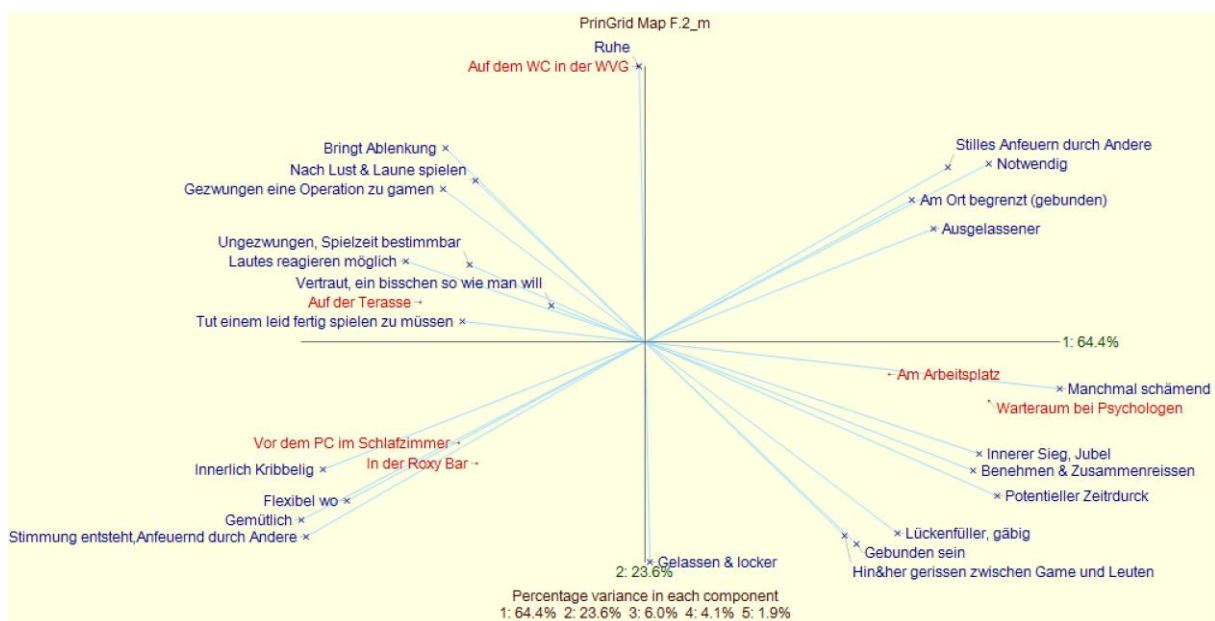 PrinGrid Map F.2_m
Ruhe
Auf dem WC in der WVG
Bringt Ablenkung
Nach Lust & Laune spielen
Gezwungen eine Operation zu gamen
Stilles Anfeuern durch Andere
Notwendig
Am Ort begrenzt (gebunden)
Ausgelassener
Ungezwungen, Spielzeit bestimmbar
Lautes reagieren möglich
Vertraut, ein bisschen so wie man will
Auf der Terasse
Tut einem leid fertig spielen zu müssen
1: 64.4%
Am Arbeitsplatz
Manchmal schämend
Warteraum bei Psychologen
Vor dem PC im Schlafzimmer
In der Roxy Bar
Innerlich Kribbelig
Flexibel wo
Gemütlich
Stimmung entsteht,Anfeuernd durch Andere
Innerer Sieg, Jubel
Benehmen & Zusammenreissen
Potentieller Zeitrdurck
Lückenfüller, gäbig
Gebunden sein
Hin&her gerissen zwischen Game und Leuten
Gelassen & locker
2: 23.6%
Percentage variance in each component
1: 64.4% 2: 23.6% 3: 6.0% 4: 4.1% 5: 1.9%